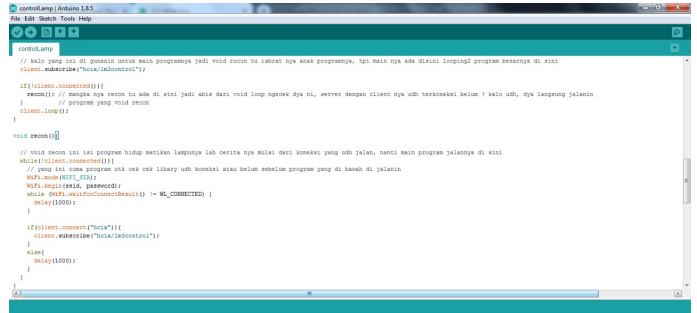 controlLamp | Arduino 1.8.5
File Edit Sketch Tools Help
controlLamp
// kalo yang ini di gunanin untuk main programnya jadi void rocon tu iabrat nya anak programnya, tpi main nya ada disini looping2 program besarnya di sini
client.subscribe("hcix/lm3control");
if(!client.connected()){
recon(); // mangka nya recon tu ada di sini jadi abis dari void loop ngecek dya ni, server dengan client nya udh terkoneksi belum ? kalo udh, dya langsung jalanin
} // program yang void recon
client.loop();
}
void recon(){
// void recon ini isi program hidup matikan lampunya lah cerita nya mulai dari koneksi yang udh jalan, nanti main program jalannya di sini
while(!client.connected()){
// yang ini cuma program utk cek cek libary udh koneksi atau belum sebelum program yang di bawah di jalanin
WiFi.mode(WIFI_STA);
WiFi.begin(ssid, password);
while (WiFi.waitForConnectResult() != WL_CONNECTED) {
delay(1000);
}
if(client.connect("hcix")){
client.subscribe("hcix/lm3control");
}
else{
delay(1000);
}
}
}